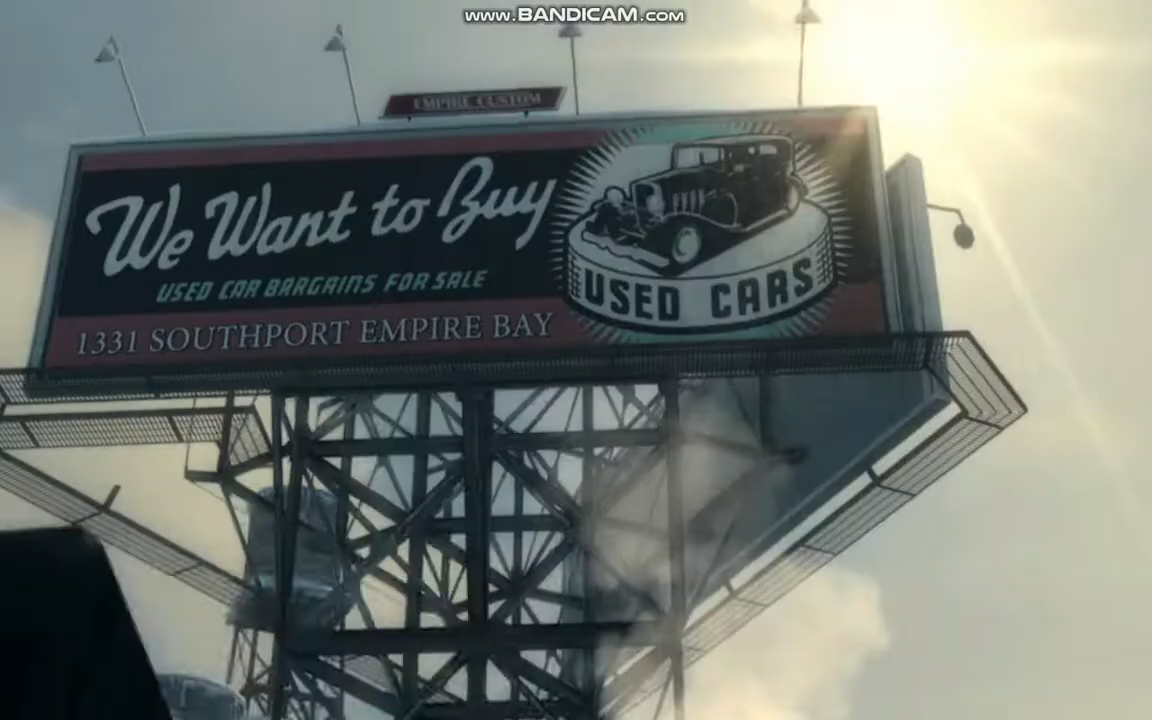 www.BANDICAM.com
EMPIRE CUSTOM
We Want to Buy
USED CAR BARGAINS FOR SALE
USED CARS
1331 SOUTHPORT EMPIRE BAY